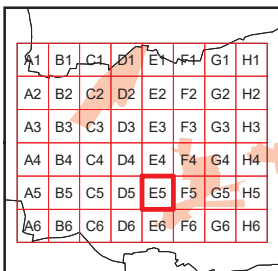 A1 B1 C1 D1 E1 F1 G1 H1
A2 B2 C2 D2 E2 F2 G2 H2
A3 B3 C3 D3 E3 F3 G3 H3
A4 B4 C4 D4 E4 F4 G4 H4
A5 B5 C5 D5 E5 F5 G5 H5
A6 B6 C6 D6 E6 F6 G6 H6